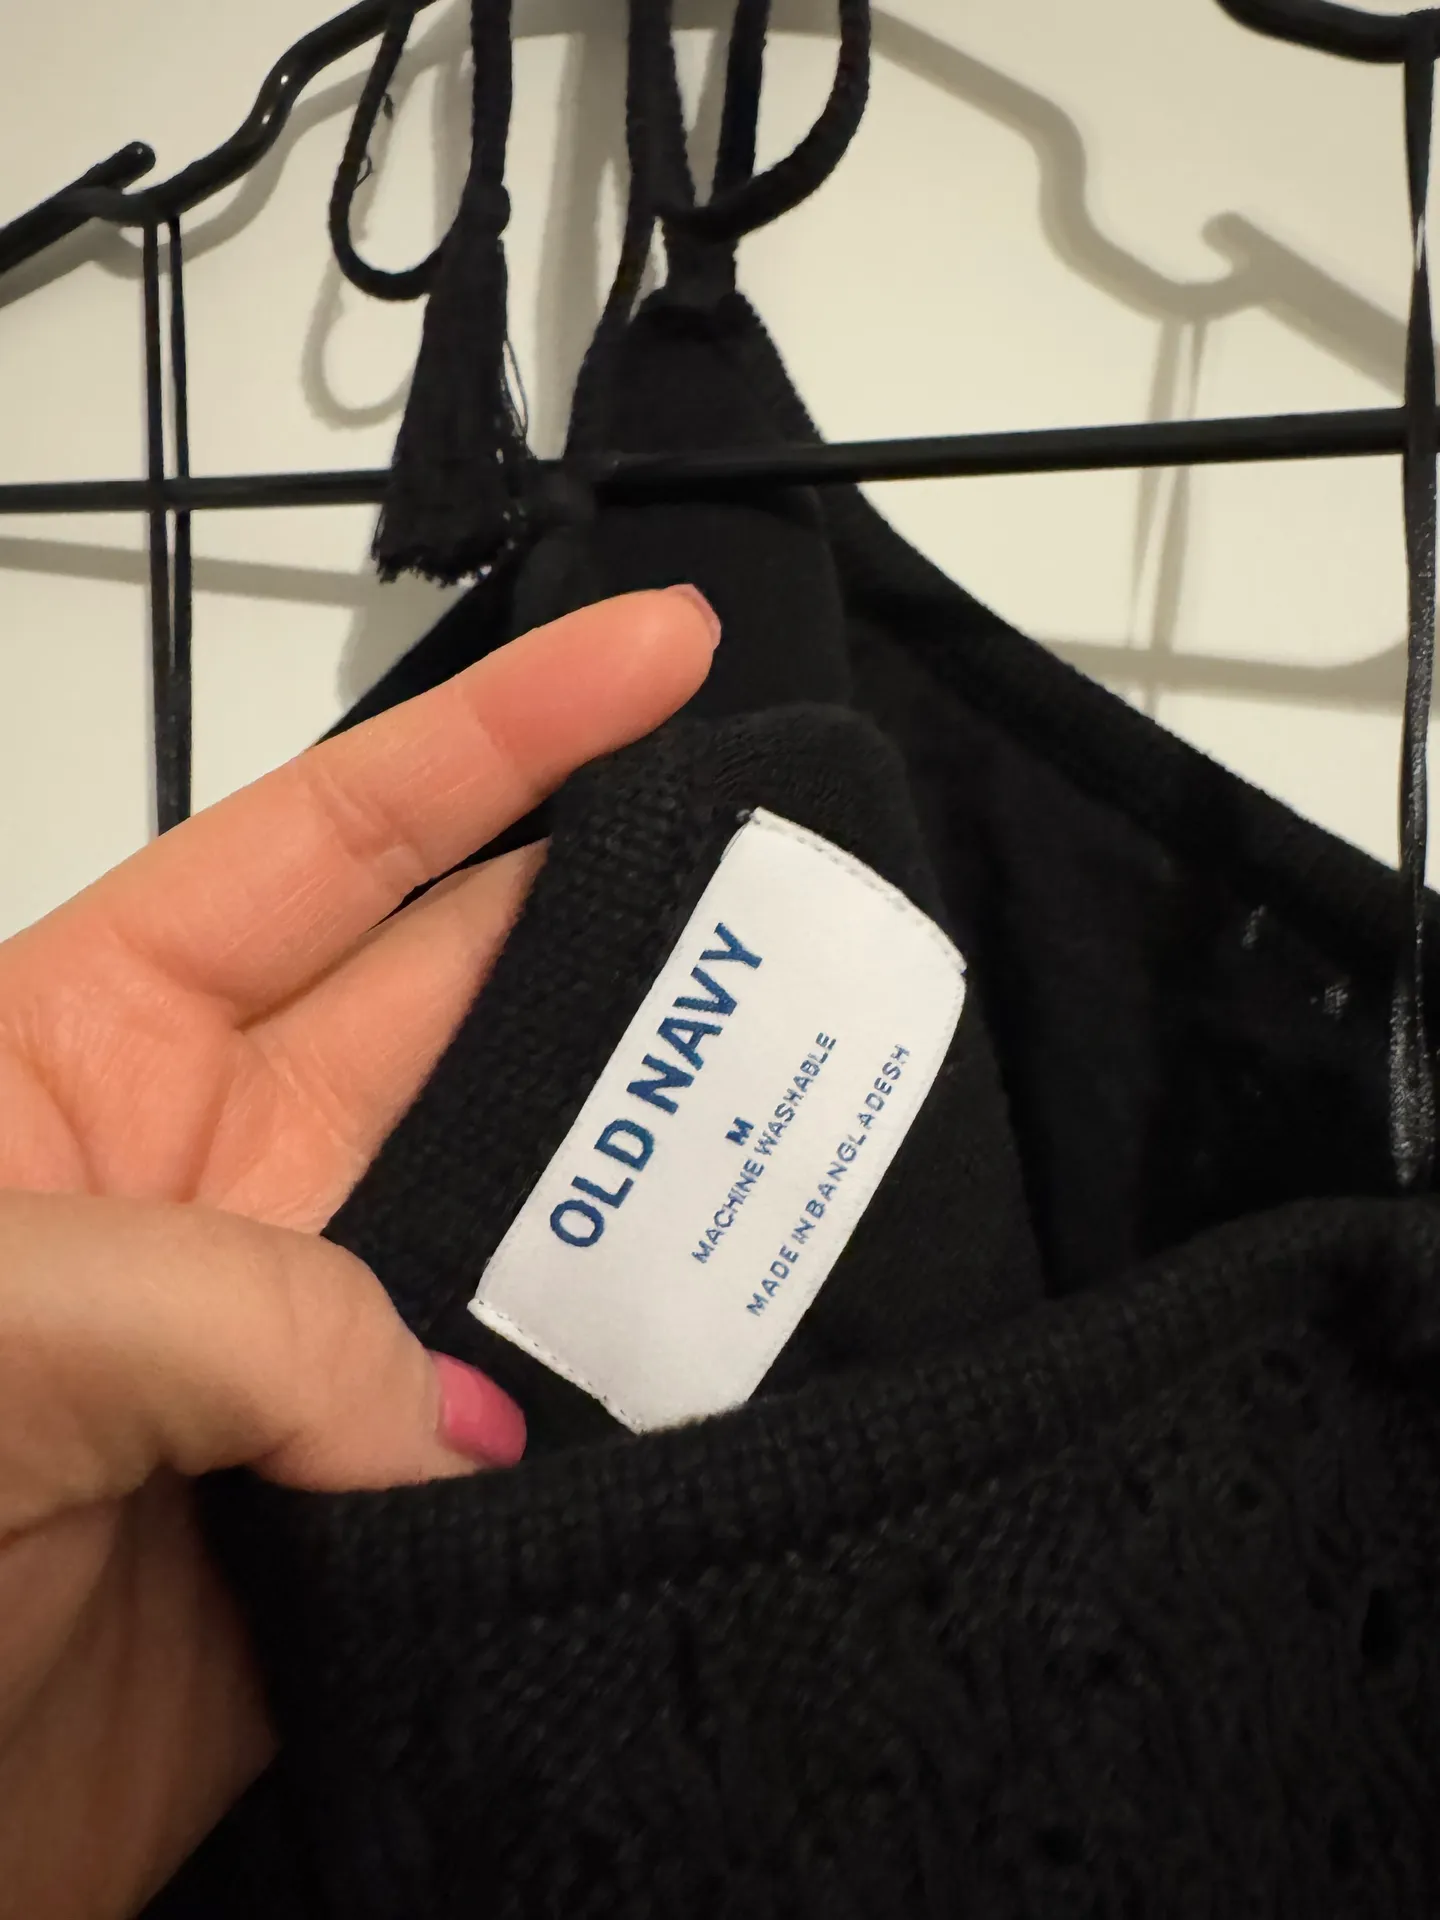 OLD NAVY
M
MACHINE WASHABLE
MADE IN BANGLADESH